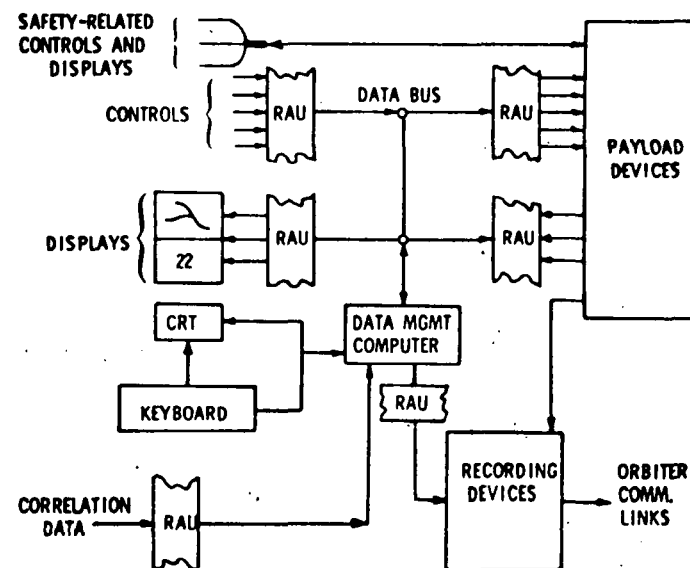 SAFETY-RELATED
CONTROLS AND
DISPLAYS
CONTROLS
RAU
DATA BUS
RAU
PAYLOAD
DEVICES
DISPLAYS
22
RAU
RAU
CRT
DATA MGMT
COMPUTER
KEYBOARD
RAU
CORRELATION
DATA
RAU
RECORDING
DEVICES
ORBITER
COMM.
LINKS